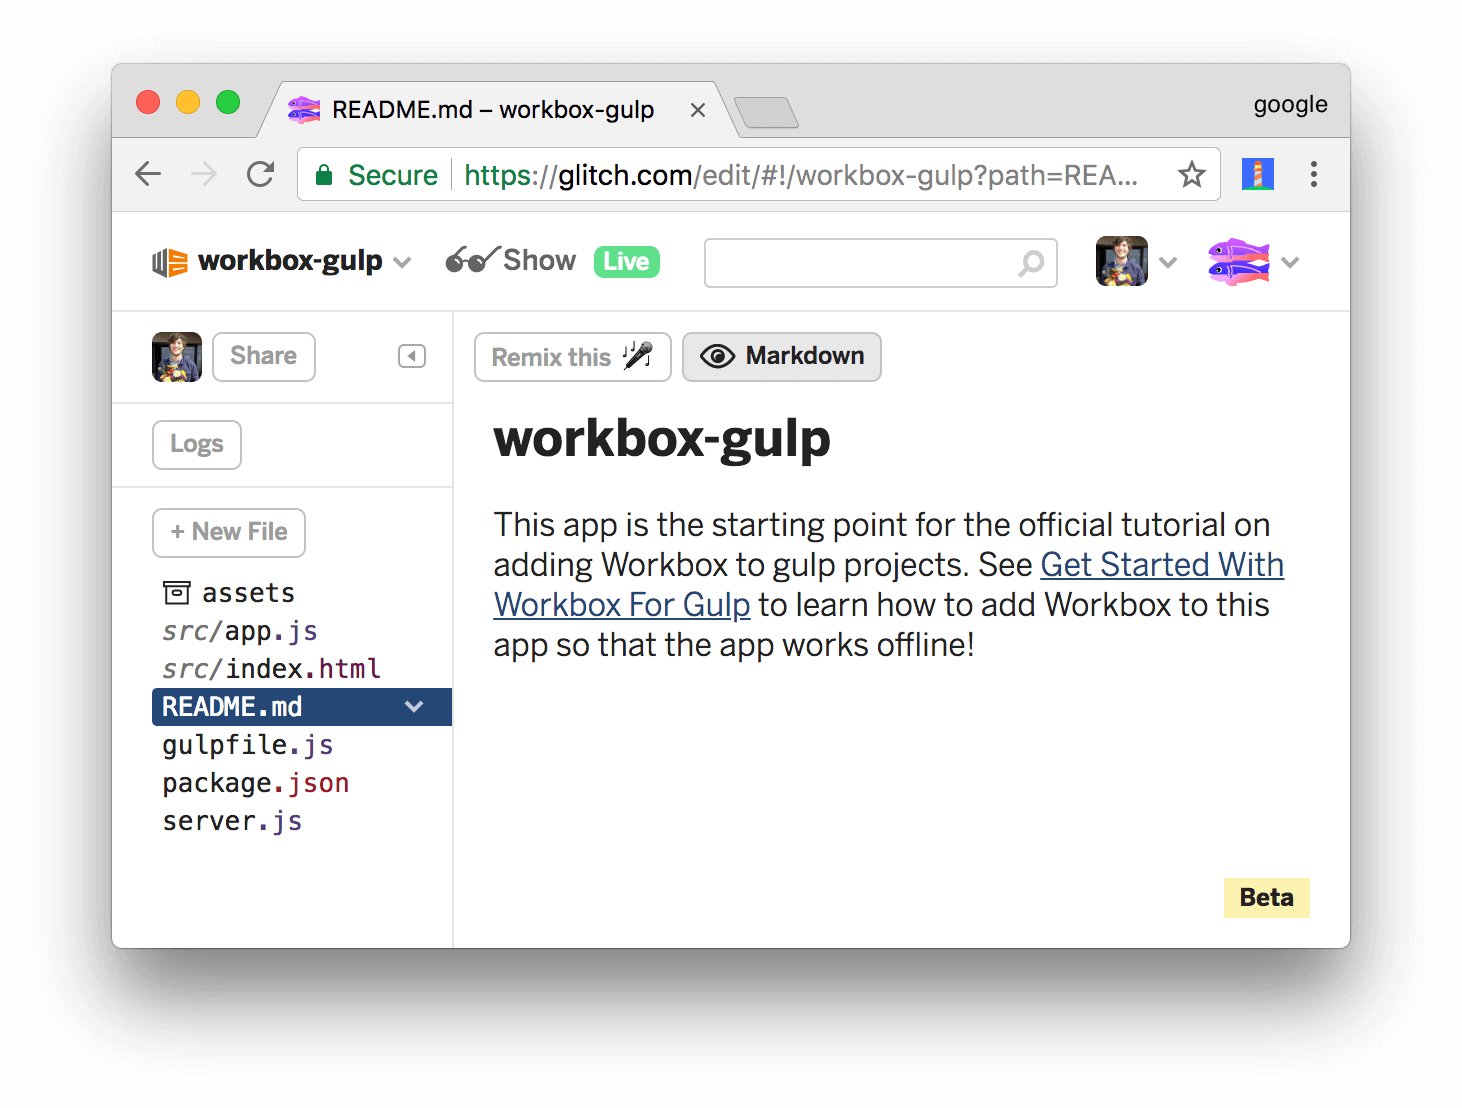 README.md – workbox-gulp
google
Secure
https://glitch.com/edit/#!/workbox-gulp?path=REA...
workbox-gulp
Show
Live
Share
Remix this
Markdown
Logs
+ New File
assets
src/app.js
src/index.html
README.md
gulpfile.js
package.json
server.js
workbox-gulp
This app is the starting point for the official tutorial on
adding Workbox to gulp projects. See Get Started With
Workbox For Gulp to learn how to add Workbox to this
app so that the app works offline!
Beta